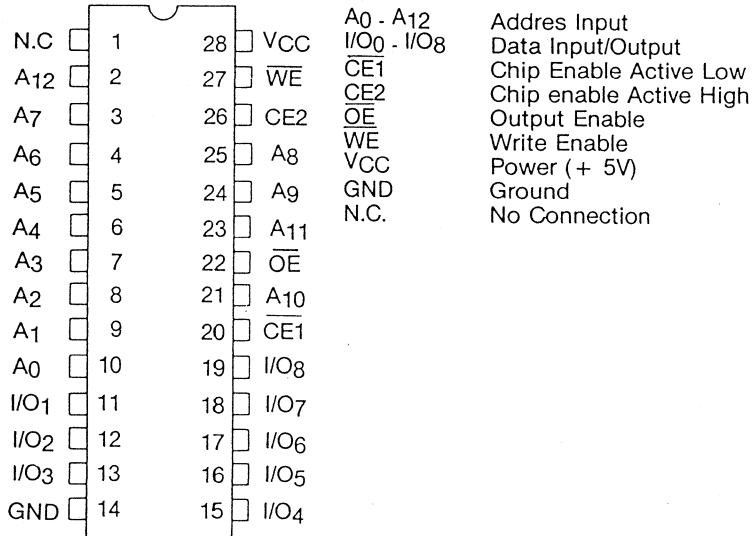 N.C 1 28 VCC
A12 2 27 WE
A7 3 26 CE2
A6 4 25 A8
A5 5 24 A9
A4 6 23 A11
A3 7 22 OE
A2 8 21 A10
A1 9 20 CE1
A0 10 19 I/O8
I/O1 11 18 I/O7
I/O2 12 17 I/O6
I/O3 13 16 I/O5
GND 14 15 I/O4
A0 - A12 Addres Input
I/O0 - I/O8 Data Input/Output
CE1 Chip Enable Active Low
CE2 Chip enable Active High
OE Output Enable
WE Write Enable
VCC Power (+ 5V)
GND Ground
N.C. No Connection